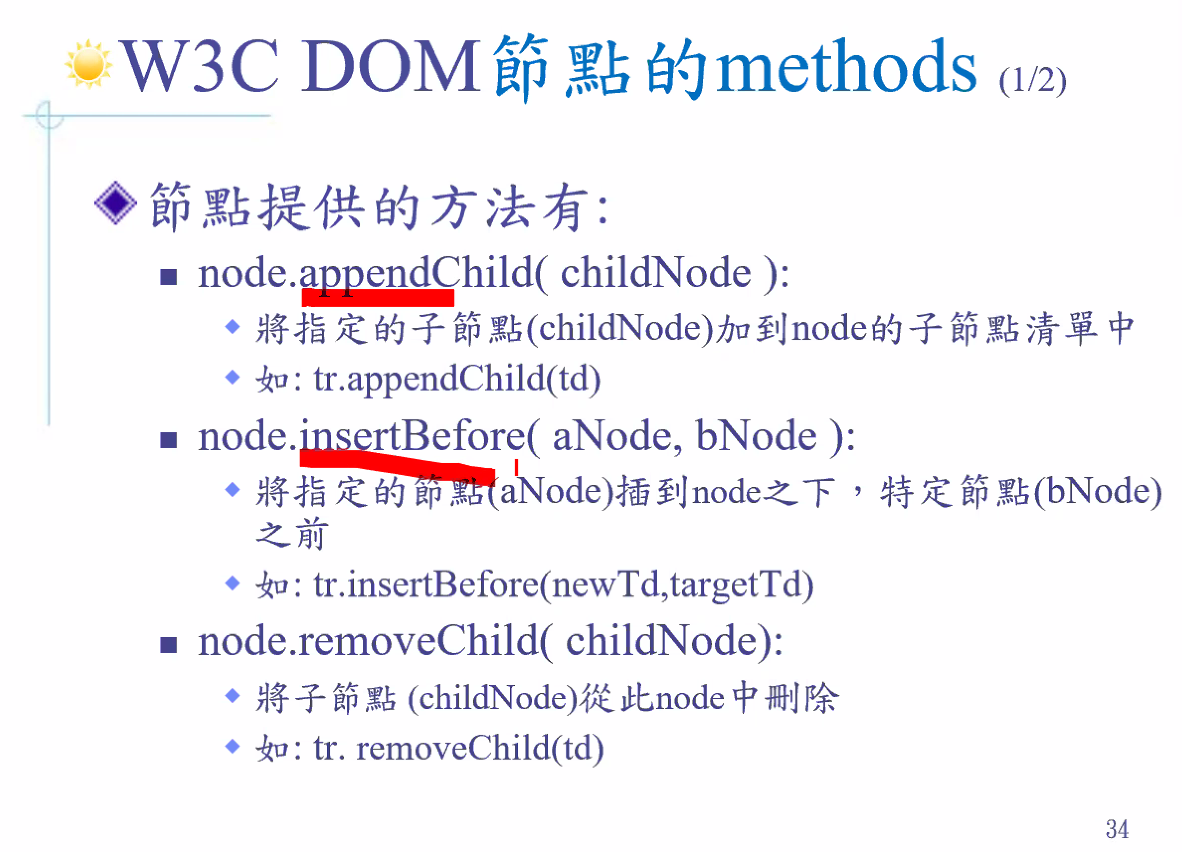 W3C DOM節點的methods (1/2)
節點提供的方法有:
node.appendChild( childNode ):
將指定的子節點(childNode)加到node的子節點清單中
如: tr.appendChild(td)
node.insertBefore( aNode, bNode ):
將指定的節點(aNode)插到node之下，特定節點(bNode)
之前
如: tr.insertBefore(newTd,targetTd)
node.removeChild( childNode):
將子節點 (childNode)從此node中刪除
如: tr. removeChild(td)
34